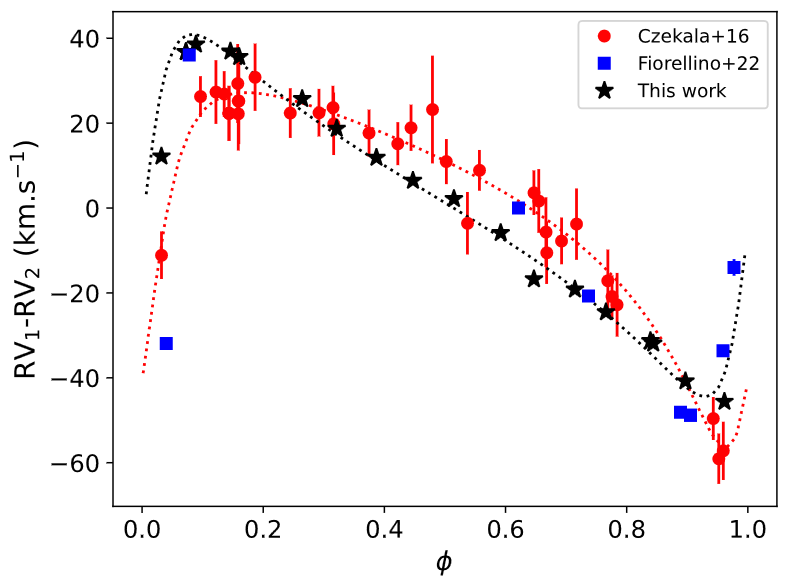 Czekala+16
Fiorellino+22
This work
RV₁-RV₂ (km.s⁻¹)
40
20
0
−20
−40
−60
0.0 0.2 0.4 0.6 0.8 1.0
ϕ